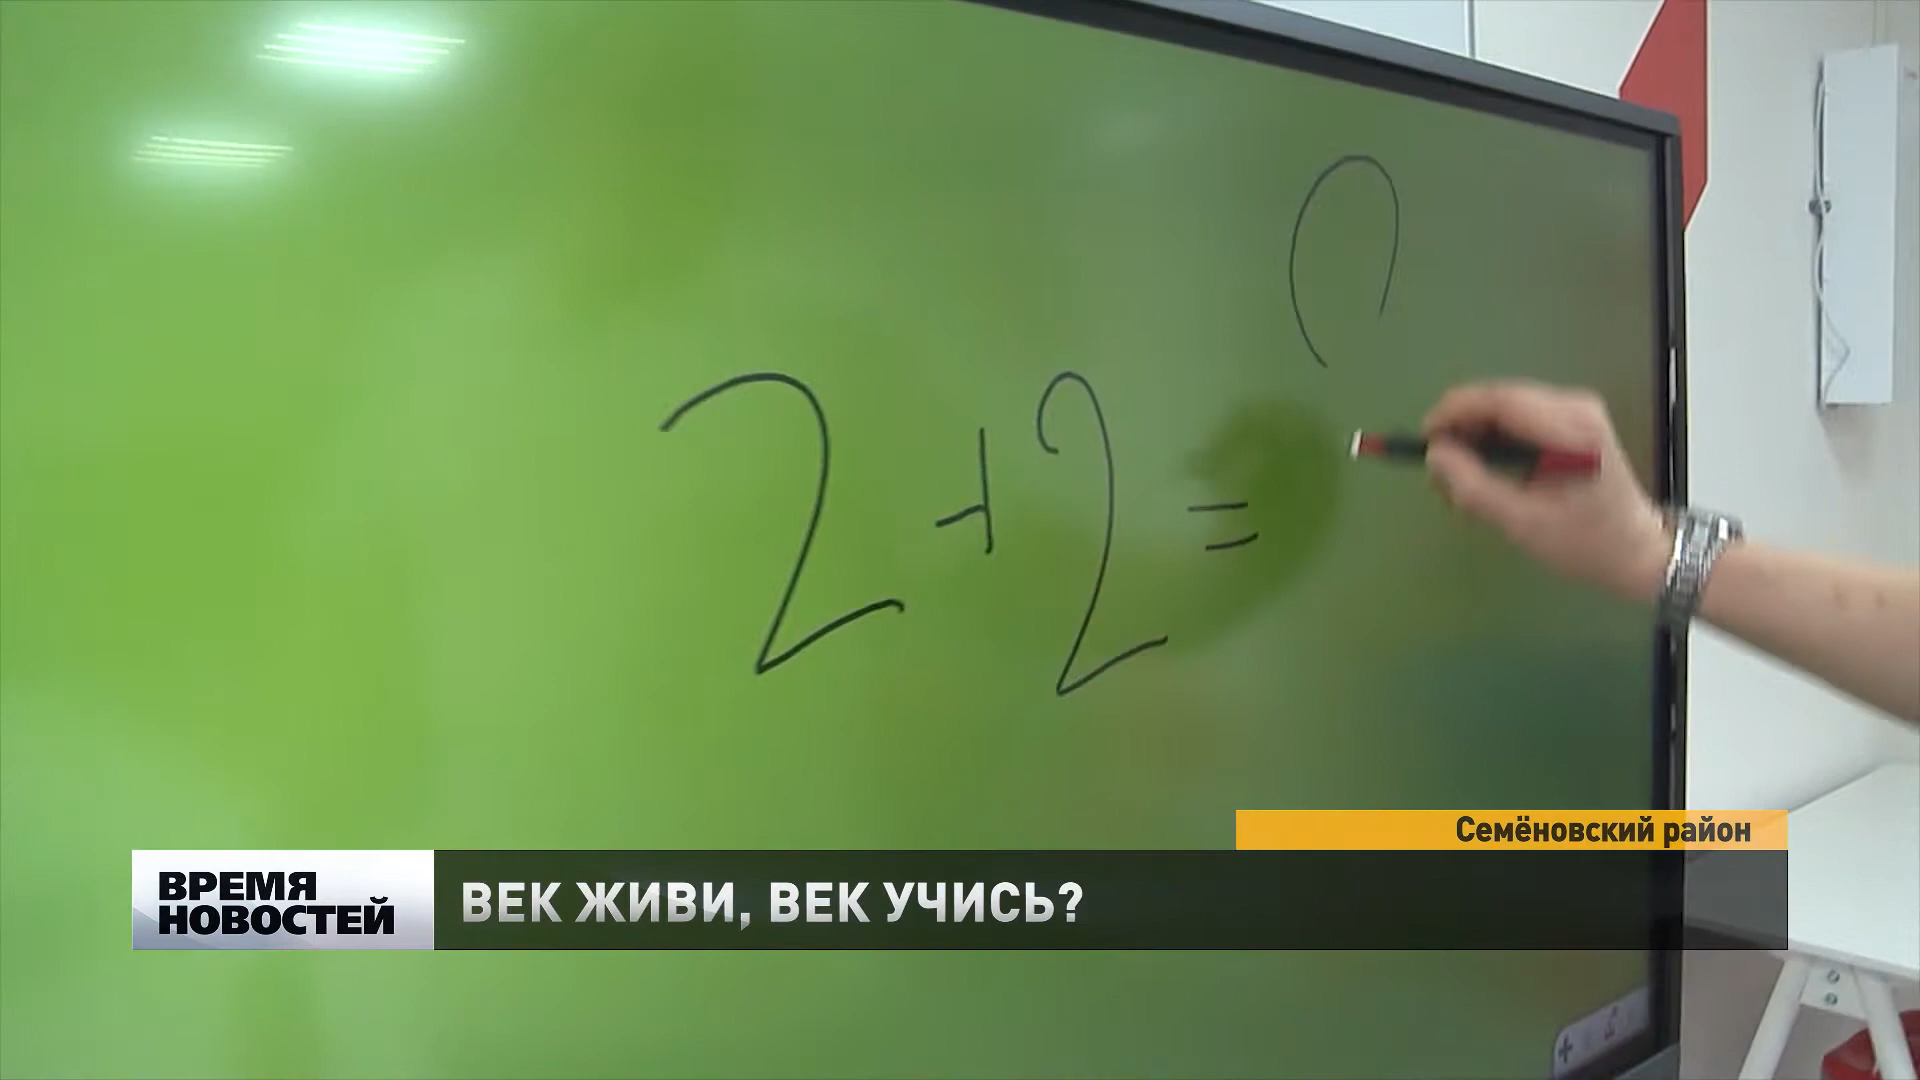 2+2=
Семёновский район
ВРЕМЯ
НОВОСТЕЙ
ВЕК ЖИВИ, ВЕК УЧИСЬ?